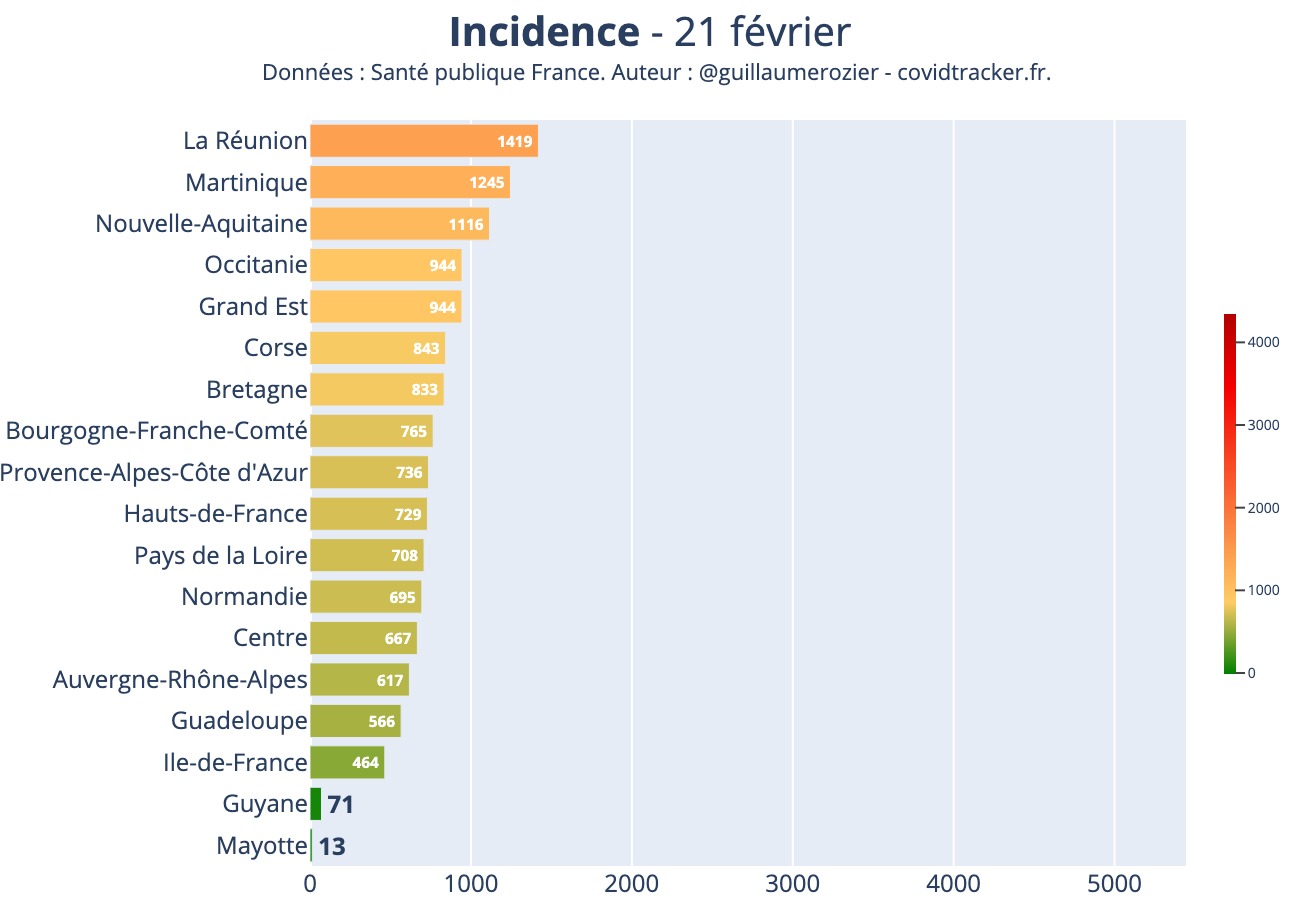 Incidence - 21 février
Données : Santé publique France. Auteur : @guillaumerozier - covidtracker.fr.
La Réunion 1419
Martinique 1245
Nouvelle-Aquitaine 1116
Occitanie 944
Grand Est 944
Corse 843
Bretagne 833
Bourgogne-Franche-Comté 765
Provence-Alpes-Côte d'Azur 736
Hauts-de-France 729
Pays de la Loire 708
Normandie 695
Centre 667
Auvergne-Rhône-Alpes 617
Guadeloupe 566
Ile-de-France 464
Guyane 71
Mayotte 13
0 1000 2000 3000 4000 5000
4000
3000
2000
1000
0